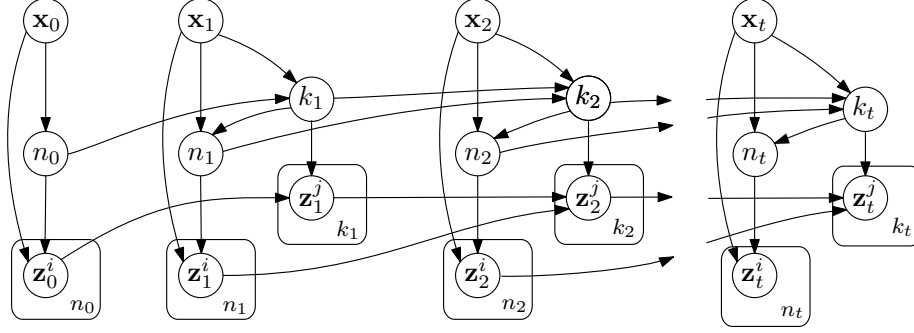 x₀ x₁ x₂ xₜ
k₁ k₂ kₜ
n₀ n₁ n₂ nₜ
z₁ʲ z₂ʲ zₜʲ
k₁ k₂ kₜ
z₀ⁱ z₁ⁱ z₂ⁱ zₜⁱ
n₀ n₁ n₂ nₜ